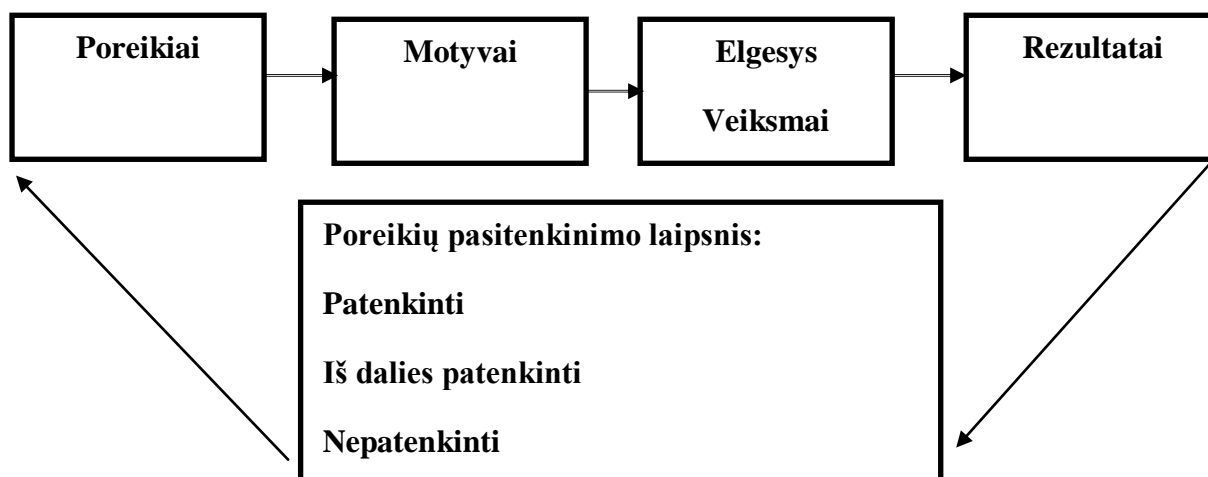 Poreikiai
Motyvai
Elgesys
Veiksmai
Rezultatai
Poreikių pasitenkinimo laipsnis:
Patenkinti
Iš dalies patenkinti
Nepatenkinti